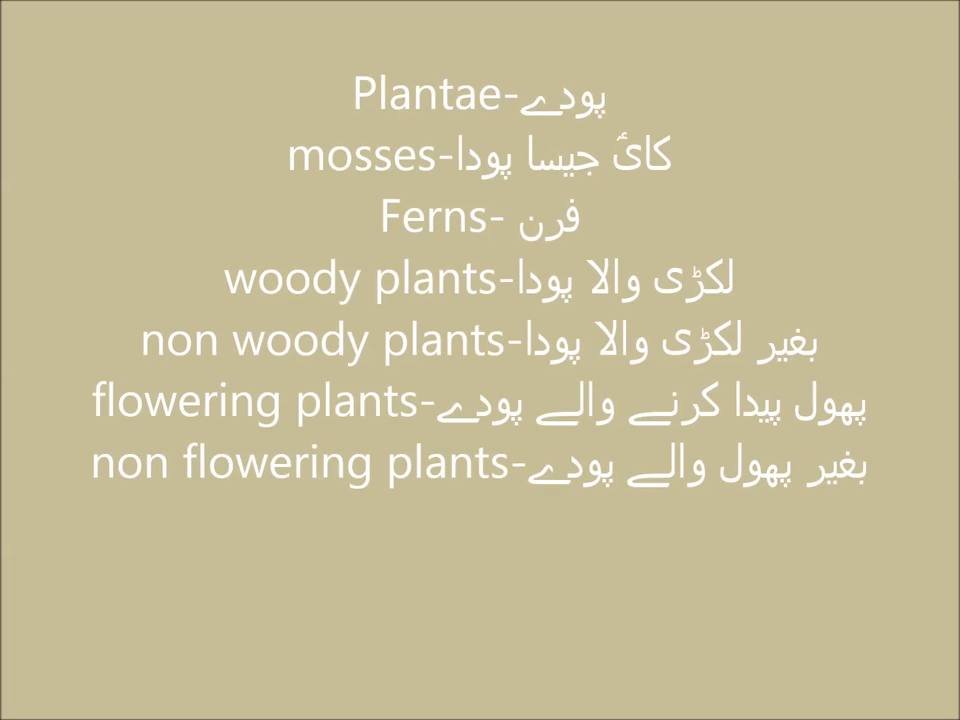 Plantae-پودے
mosses-کائ جیسا پودا
Ferns- فرن
woody plants-لکڑی والا پودا
non woody plants-بغیر لکڑی والا پودا
flowering plants-پھول پیدا کرنے والے پودے
non flowering plants-بغیر پھول والے پودے